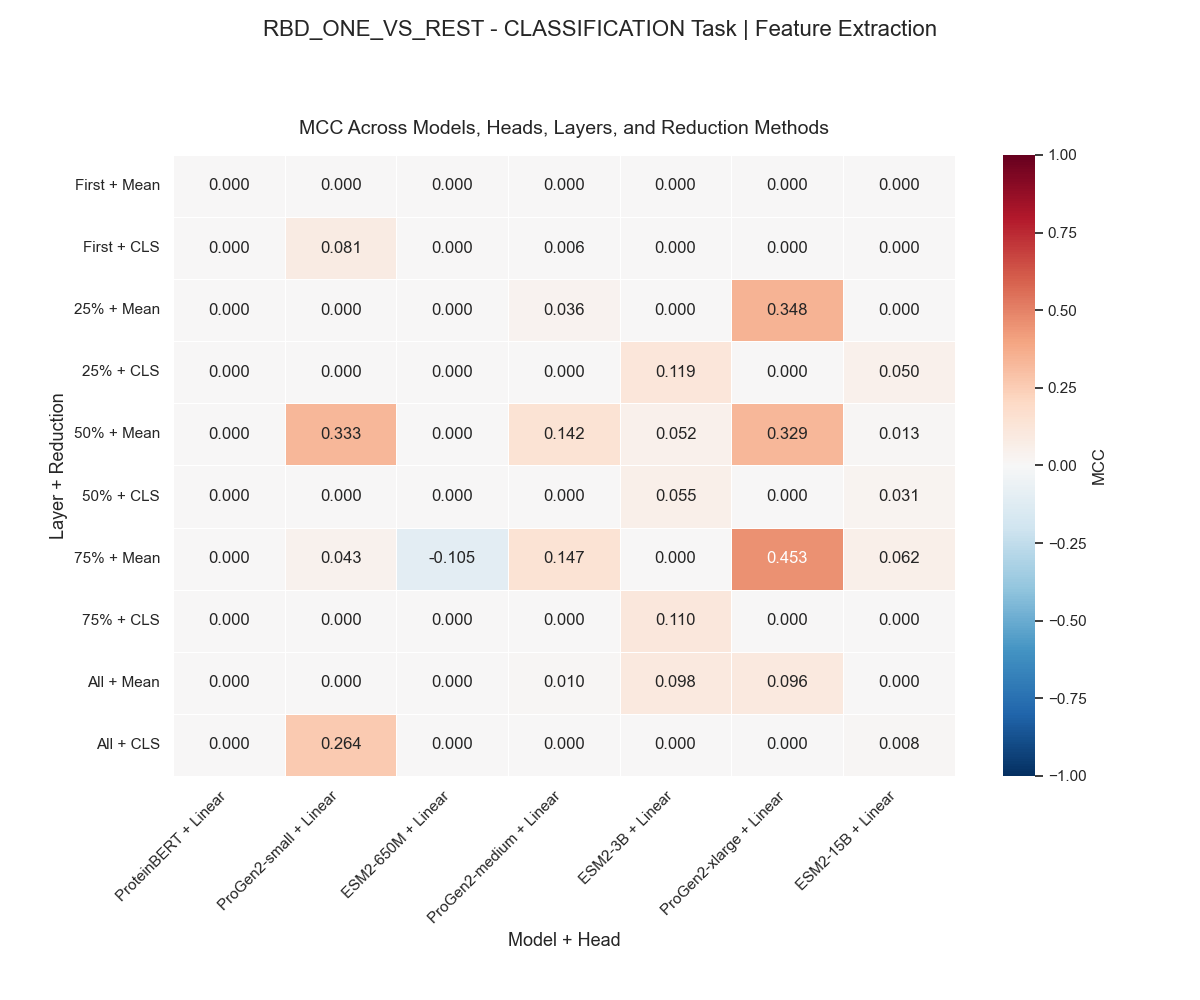 RBD_ONE_VS_REST - CLASSIFICATION Task | Feature Extraction
MCC Across Models, Heads, Layers, and Reduction Methods
Layer + Reduction
First + Mean 0.000 0.000 0.000 0.000 0.000 0.000 0.000
First + CLS 0.000 0.081 0.000 0.006 0.000 0.000 0.000
25% + Mean 0.000 0.000 0.000 0.036 0.000 0.348 0.000
25% + CLS 0.000 0.000 0.000 0.000 0.119 0.000 0.050
50% + Mean 0.000 0.333 0.000 0.142 0.052 0.329 0.013
50% + CLS 0.000 0.000 0.000 0.000 0.055 0.000 0.031
75% + Mean 0.000 0.043 -0.105 0.147 0.000 0.453 0.062
75% + CLS 0.000 0.000 0.000 0.000 0.110 0.000 0.000
All + Mean 0.000 0.000 0.000 0.010 0.098 0.096 0.000
All + CLS 0.000 0.264 0.000 0.000 0.000 0.000 0.008
ProteinBERT + Linear
ProGen2-small + Linear
ESM2-650M + Linear
ProGen2-medium + Linear
ESM2-3B + Linear
ProGen2-xlarge + Linear
ESM2-15B + Linear
Model + Head
1.00
0.75
0.50
0.25
0.00
−0.25
−0.50
−0.75
−1.00
MCC